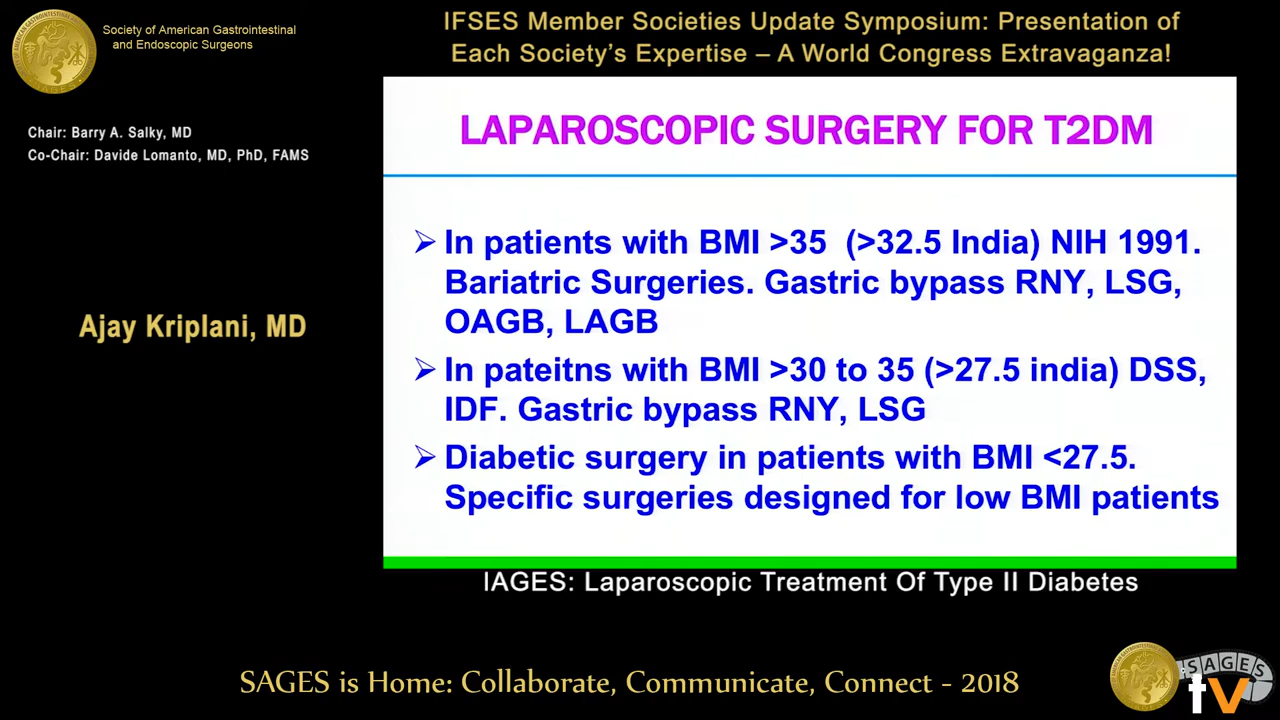 Society of American Gastrointestinal
and Endoscopic Surgeons
IFSES Member Societies Update Symposium: Presentation of
Each Society's Expertise – A World Congress Extravaganza!
Chair: Barry A. Salky, MD
Co-Chair: Davide Lomanto, MD, PhD, FAMS
Ajay Kriplani, MD
LAPAROSCOPIC SURGERY FOR T2DM
➢ In patients with BMI >35 (>32.5 India) NIH 1991.
Bariatric Surgeries. Gastric bypass RNY, LSG,
OAGB, LAGB
➢ In pateitns with BMI >30 to 35 (>27.5 india) DSS,
IDF. Gastric bypass RNY, LSG
➢ Diabetic surgery in patients with BMI <27.5.
Specific surgeries designed for low BMI patients
IAGES: Laparoscopic Treatment Of Type II Diabetes
SAGES is Home: Collaborate, Communicate, Connect - 2018
SAGES
tv